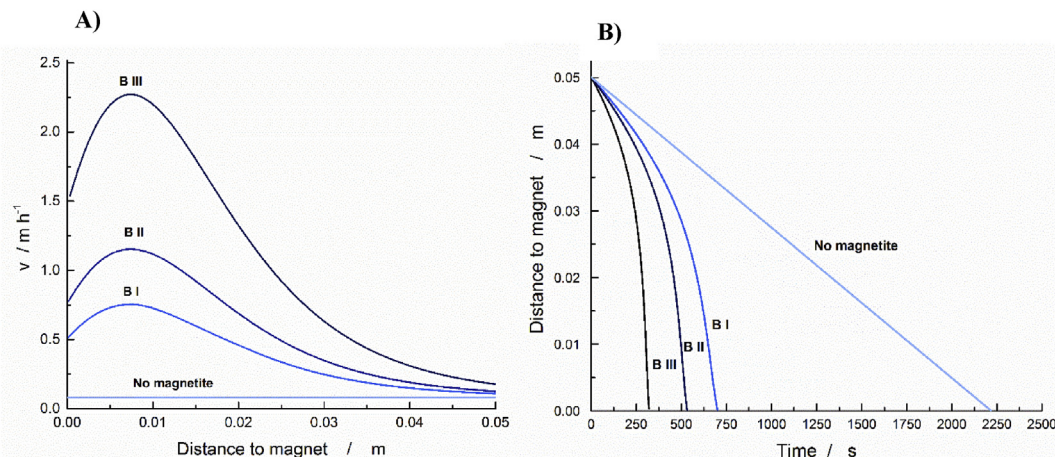 A)
2.5
2.0
1.5
1.0
0.5
0.0
v / m h⁻¹
B III
B II
B I
No magnetite
0.00
0.01
0.02
0.03
0.04
0.05
Distance to magnet / m
B)
0.05
0.04
0.03
0.02
0.01
0.00
Distance to magnet / m
No magnetite
B I
B II
B III
0
250
500
750
1000
1250
1500
1750
2000
2250
2500
Time / s